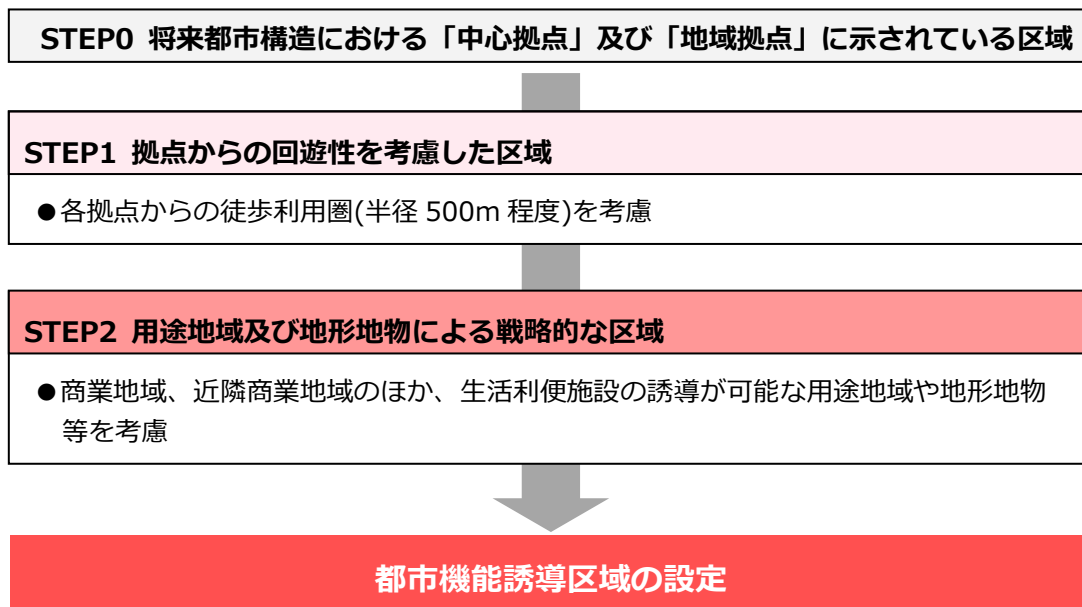 STEP0 将来都市構造における「中心拠点」及び「地域拠点」に示されている区域
STEP1 拠点からの回遊性を考慮した区域
●各拠点からの徒歩利用圏(半径 500m 程度)を考慮
STEP2 用途地域及び地形地物による戦略的な区域
●商業地域、近隣商業地域のほか、生活利便施設の誘導が可能な用途地域や地形地物
等を考慮
都市機能誘導区域の設定